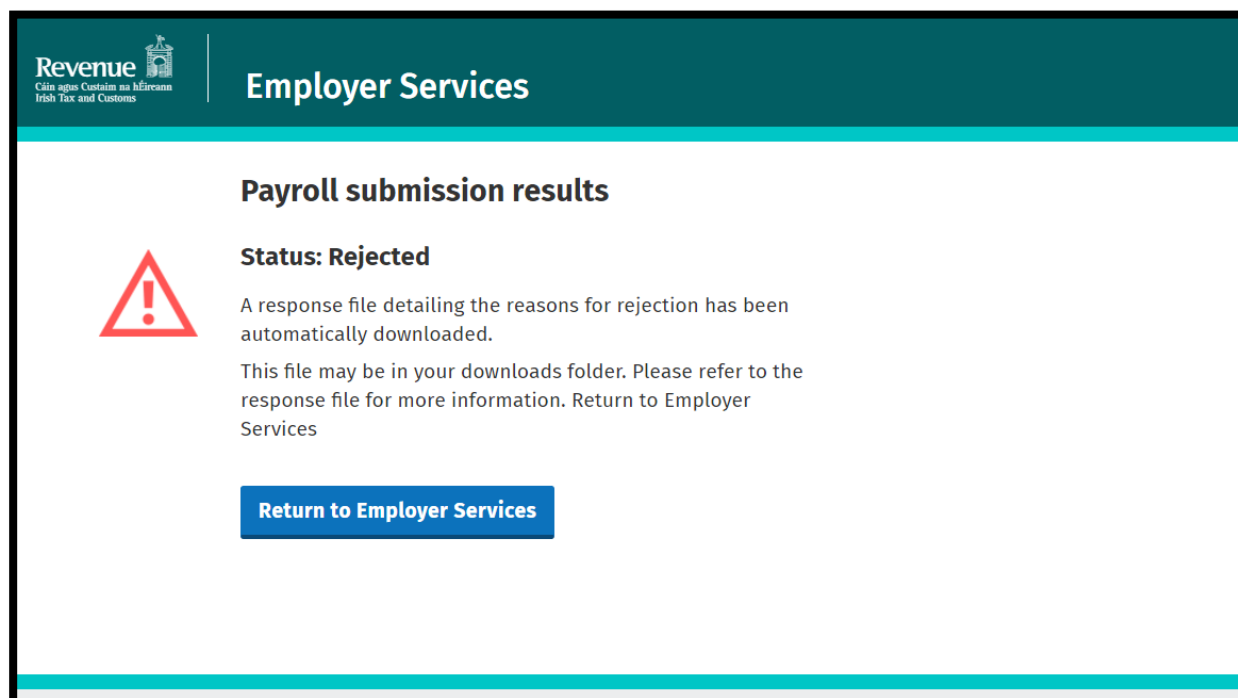 Revenue
Cáin agus Custaim na hÉireann
Irish Tax and Customs
Employer Services
Payroll submission results
Status: Rejected
A response file detailing the reasons for rejection has been
automatically downloaded.
This file may be in your downloads folder. Please refer to the
response file for more information. Return to Employer
Services
Return to Employer Services